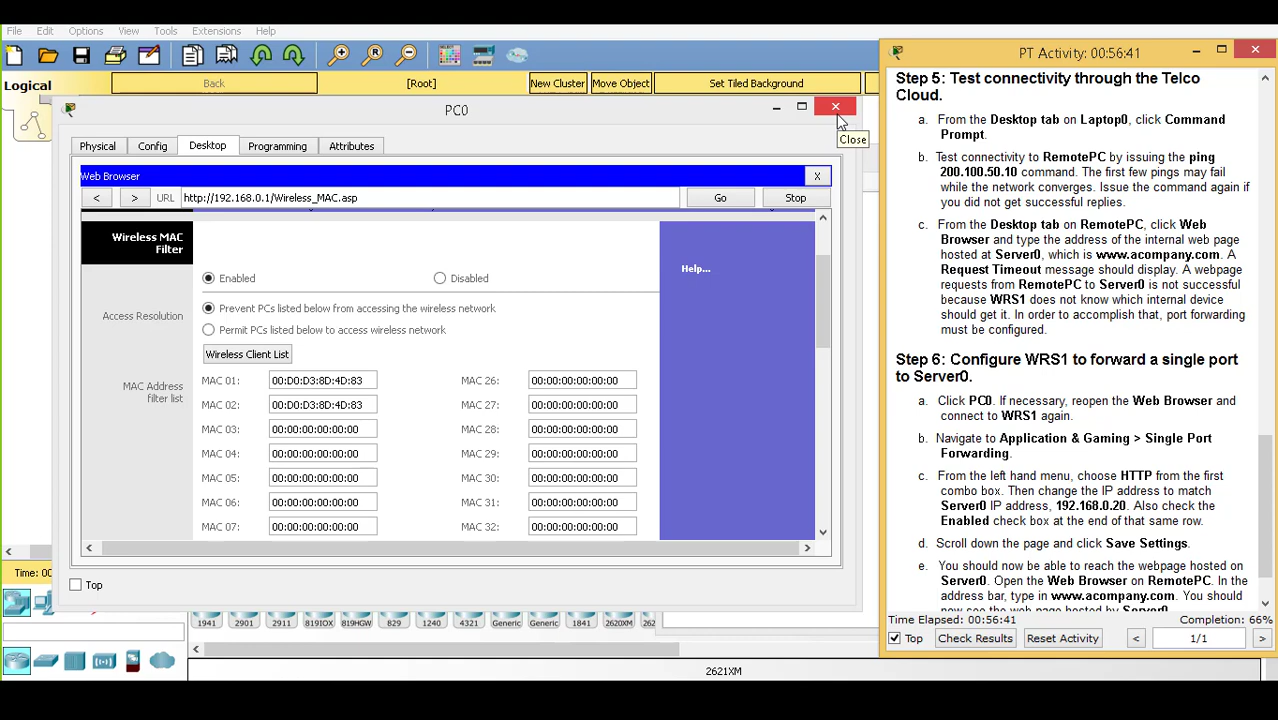 File Edit Options View Tools Extensions Help
Logical Back [Root] New Cluster Move Object Set Tiled Background
PC0
Close
Physical Config Desktop Programming Attributes
Web Browser X
< > URL http://192.168.0.1/Wireless_MAC.asp Go Stop
Wireless MAC
Filter
Help...
Enabled Disabled
Access Resolution
Prevent PCs listed below from accessing the wireless network
Permit PCs listed below to access wireless network
Wireless Client List
MAC Address
filter list
MAC 01: 00:D0:D3:8D:4D:83 MAC 26: 00:00:00:00:00:00
MAC 02: 00:D0:D3:8D:4D:83 MAC 27: 00:00:00:00:00:00
MAC 03: 00:00:00:00:00:00 MAC 28: 00:00:00:00:00:00
MAC 04: 00:00:00:00:00:00 MAC 29: 00:00:00:00:00:00
MAC 05: 00:00:00:00:00:00 MAC 30: 00:00:00:00:00:00
MAC 06: 00:00:00:00:00:00 MAC 31: 00:00:00:00:00:00
MAC 07: 00:00:00:00:00:00 MAC 32: 00:00:00:00:00:00
Top
Time: 00
1941 2901 2911 819IOX 819HGW 829 1240 4321 Generic Generic 1841 2620XM 262
2621XM
PT Activity: 00:56:41
Step 5: Test connectivity through the Telco
Cloud.
a. From the Desktop tab on Laptop0, click Command
Prompt.
b. Test connectivity to RemotePC by issuing the ping
200.100.50.10 command. The first few pings may fail
while the network converges. Issue the command again if
you did not get successful replies.
c. From the Desktop tab on RemotePC, click Web
Browser and type the address of the internal web page
hosted at Server0, which is www.acompany.com. A
Request Timeout message should display. A webpage
requests from RemotePC to Server0 is not successful
because WRS1 does not know which internal device
should get it. In order to accomplish that, port forwarding
must be configured.
Step 6: Configure WRS1 to forward a single port
to Server0.
a. Click PC0. If necessary, reopen the Web Browser and
connect to WRS1 again.
b. Navigate to Application & Gaming > Single Port
Forwarding.
c. From the left hand menu, choose HTTP from the first
combo box. Then change the IP address to match
Server0 IP address, 192.168.0.20. Also check the
Enabled check box at the end of that same row.
d. Scroll down the page and click Save Settings.
e. You should now be able to reach the webpage hosted on
Server0. Open the Web Browser on RemotePC. In the
address bar, type in www.acompany.com. You should
now see the web page hosted by Server0
Time Elapsed: 00:56:41 Completion: 66%
Top Check Results Reset Activity < 1/1 >